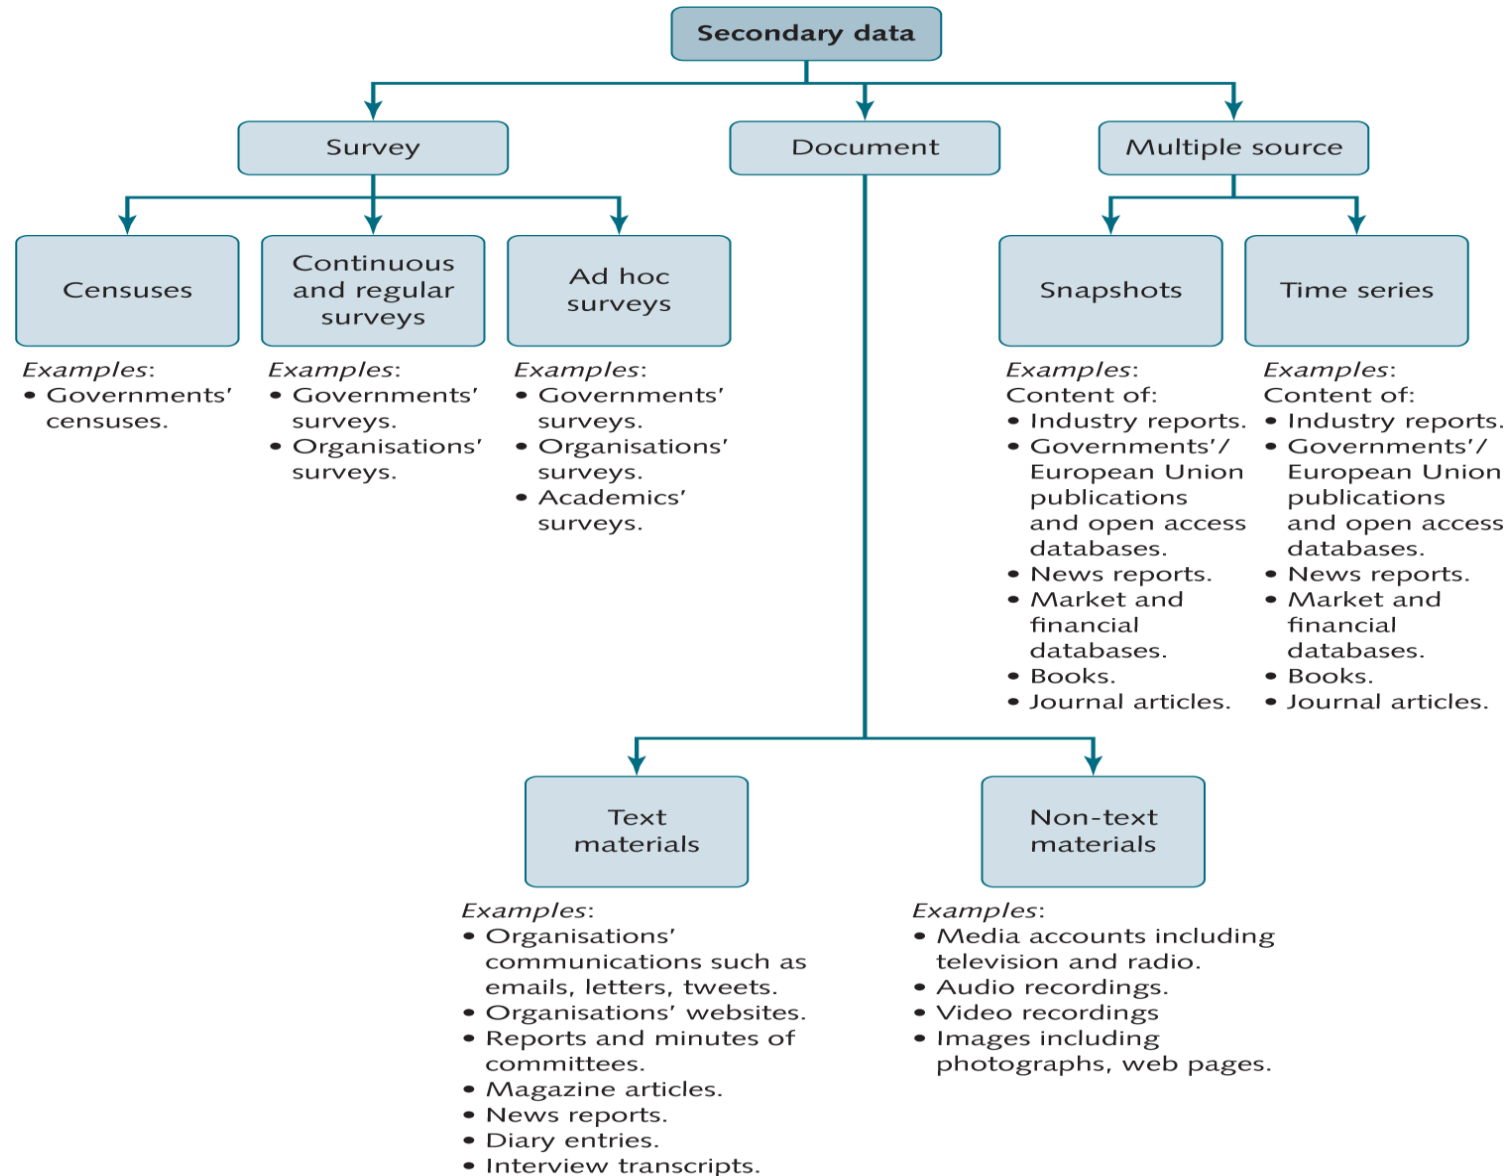 Secondary data
Survey
Document
Multiple source
Censuses
Continuous
and regular
surveys
Ad hoc
surveys
Snapshots
Time series
Examples:
• Governments’
censuses.
Examples:
• Governments’
surveys.
• Organisations’
surveys.
Examples:
• Governments’
surveys.
• Organisations’
surveys.
• Academics’
surveys.
Examples:
Content of:
• Industry reports.
• Governments’/
European Union
publications
and open access
databases.
• News reports.
• Market and
financial
databases.
• Books.
• Journal articles.
Examples:
Content of:
• Industry reports.
• Governments’/
European Union
publications
and open access
databases.
• News reports.
• Market and
financial
databases.
• Books.
• Journal articles.
Text
materials
Non-text
materials
Examples:
• Organisations’
communications such as
emails, letters, tweets.
• Organisations’ websites.
• Reports and minutes of
committees.
• Magazine articles.
• News reports.
• Diary entries.
• Interview transcripts.
Examples:
• Media accounts including
television and radio.
• Audio recordings.
• Video recordings
• Images including
photographs, web pages.